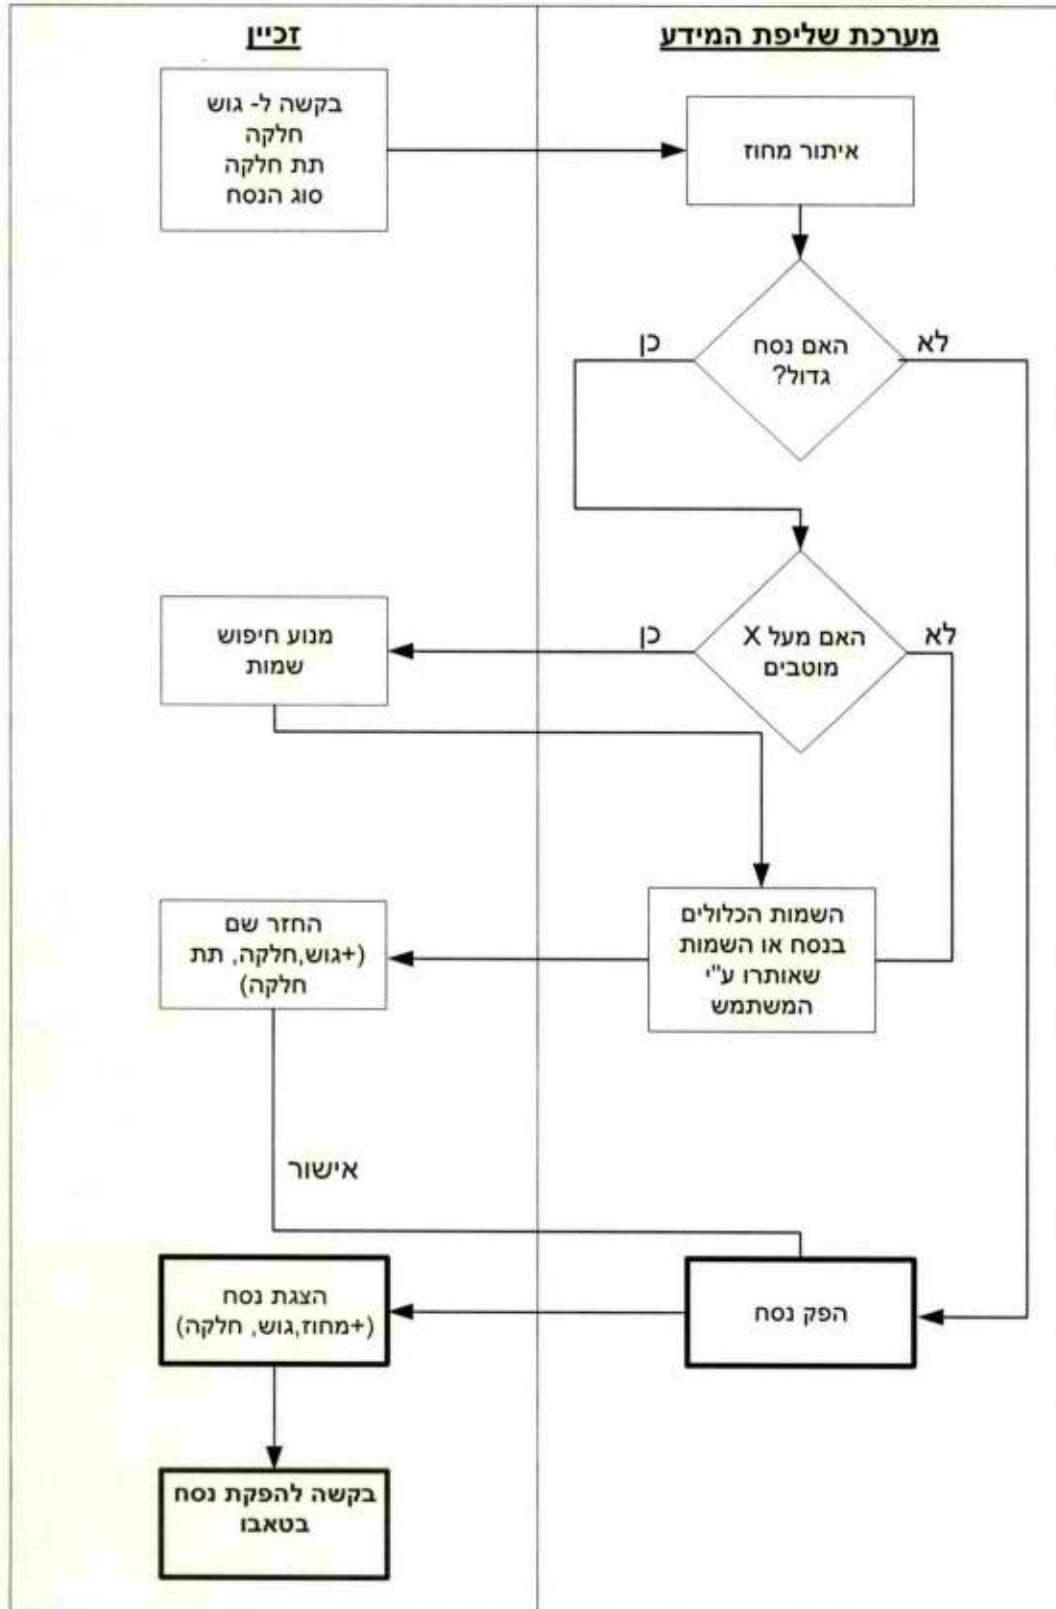 מערכת שליפת המידע
זכיין
בקשה ל- גוש
חלקה
תת חלקה
סוג הנסח
איתור מחוז
האם נסח
גדול?
כן
לא
האם מעל X
מוטבים
כן
לא
מנוע חיפוש
שמות
השמות הכלולים
בנסח או השמות
שאותרו ע"י
המשתמש
החזר שם
(+גוש,חלקה, תת
חלקה)
אישור
הפק נסח
הצגת נסח
(+מחוז,גוש, חלקה)
בקשה להפקת נסח
בטאבו